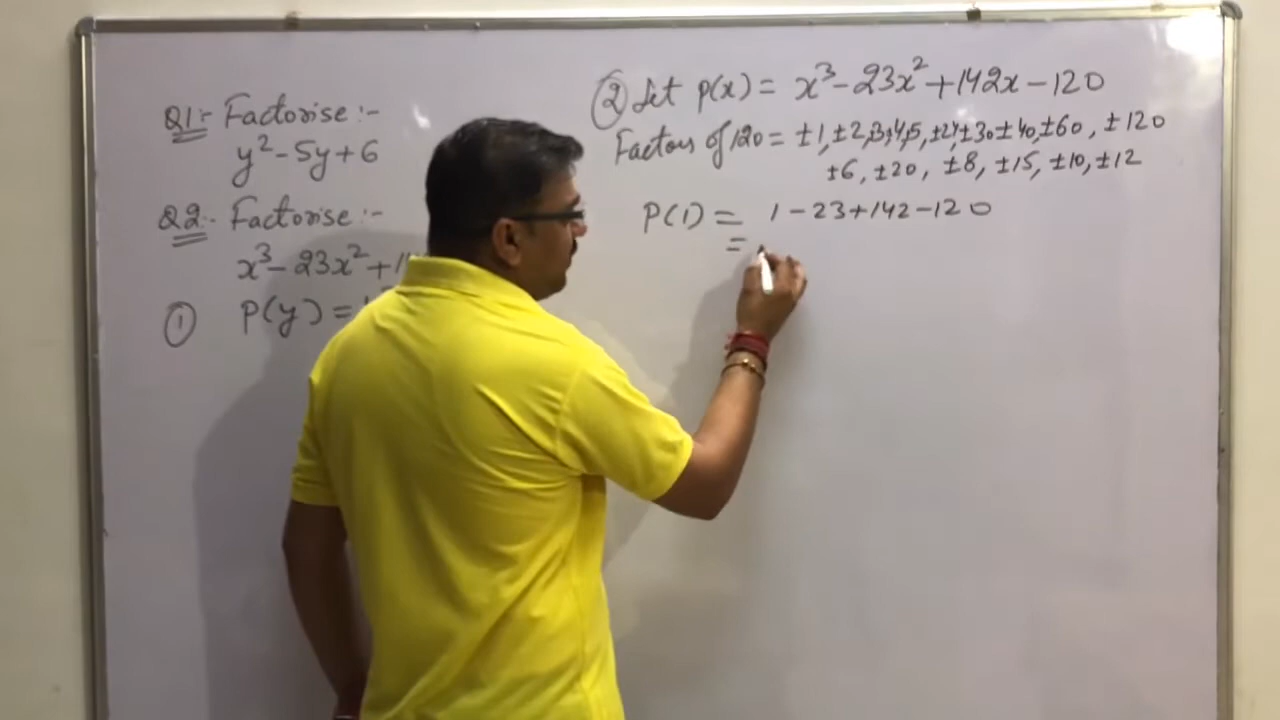 Q1:- Factorise :-
y²-5y+6
Q2:- Factorise :-
x³-23x²+1
① P(y) =
② Let p(x) = x³-23x²+142x-120
Factors of 120 = ±1, ±2, 3, 4, 5, ±24, ±30 ±40, ±60, ±120
±6, ±20, ±8, ±15, ±10, ±12
P(1) = 1-23+142-120
=